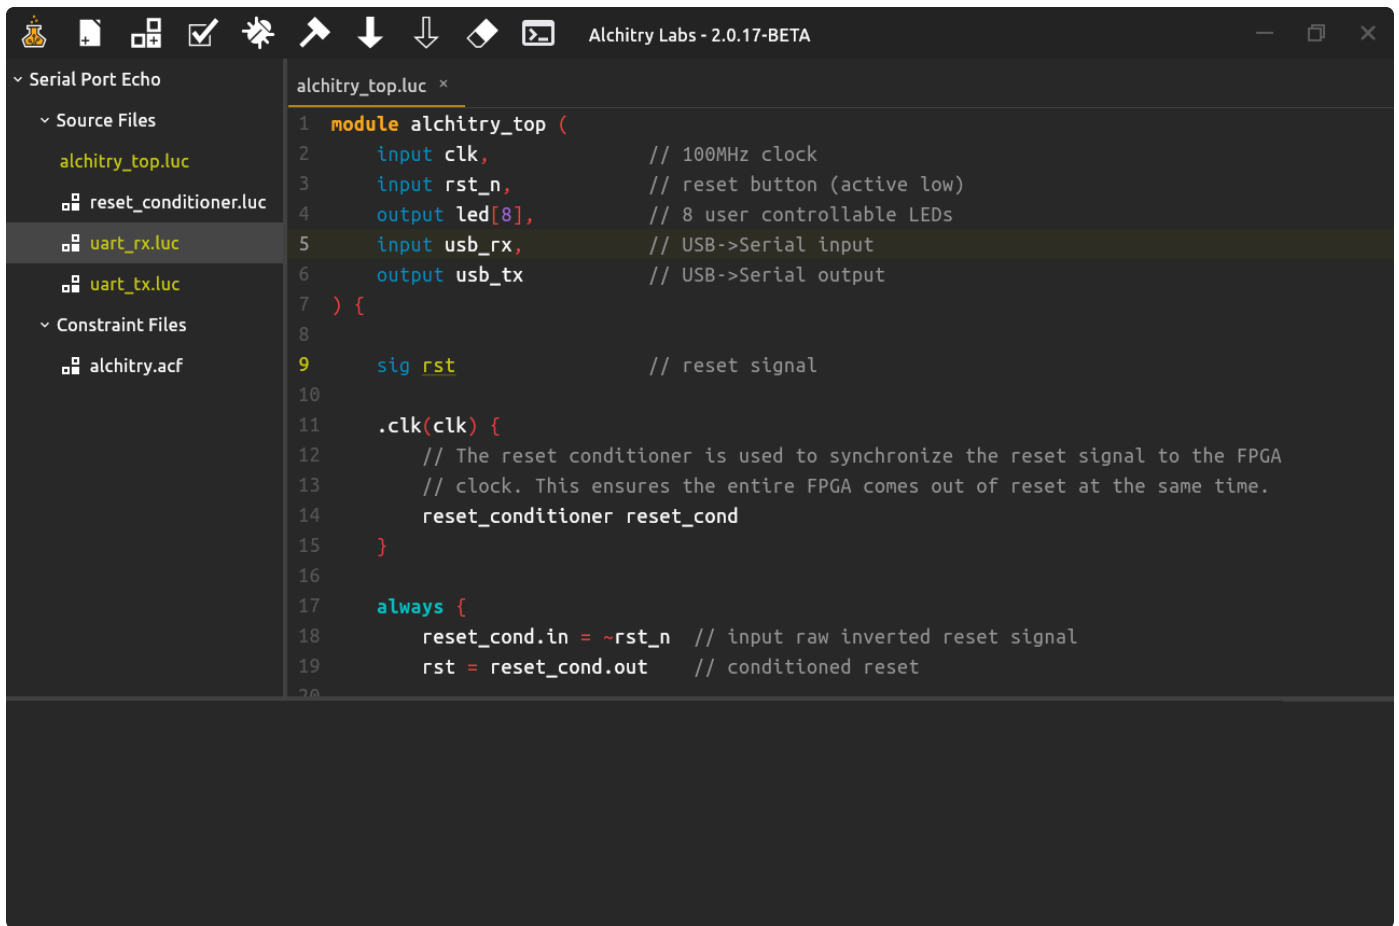 Alchitry Labs - 2.0.17-BETA
Serial Port Echo
Source Files
alchitry_top.luc
reset_conditioner.luc
uart_rx.luc
uart_tx.luc
Constraint Files
alchitry.acf
alchitry_top.luc ×
1 module alchitry_top (
2     input clk,              // 100MHz clock
3     input rst_n,            // reset button (active low)
4     output led[8],          // 8 user controllable LEDs
5     input usb_rx,           // USB->Serial input
6     output usb_tx           // USB->Serial output
7 ) {
8
9     sig rst                 // reset signal
10
11     .clk(clk) {
12         // The reset conditioner is used to synchronize the reset signal to the FPGA
13         // clock. This ensures the entire FPGA comes out of reset at the same time.
14         reset_conditioner reset_cond
15     }
16
17     always {
18         reset_cond.in = ~rst_n  // input raw inverted reset signal
19         rst = reset_cond.out    // conditioned reset
20